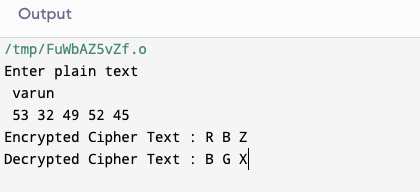 Output
/tmp/FuWbAZ5vZf.o
Enter plain text
varun
53 32 49 52 45
Encrypted Cipher Text : R B Z
Decrypted Cipher Text : B G X